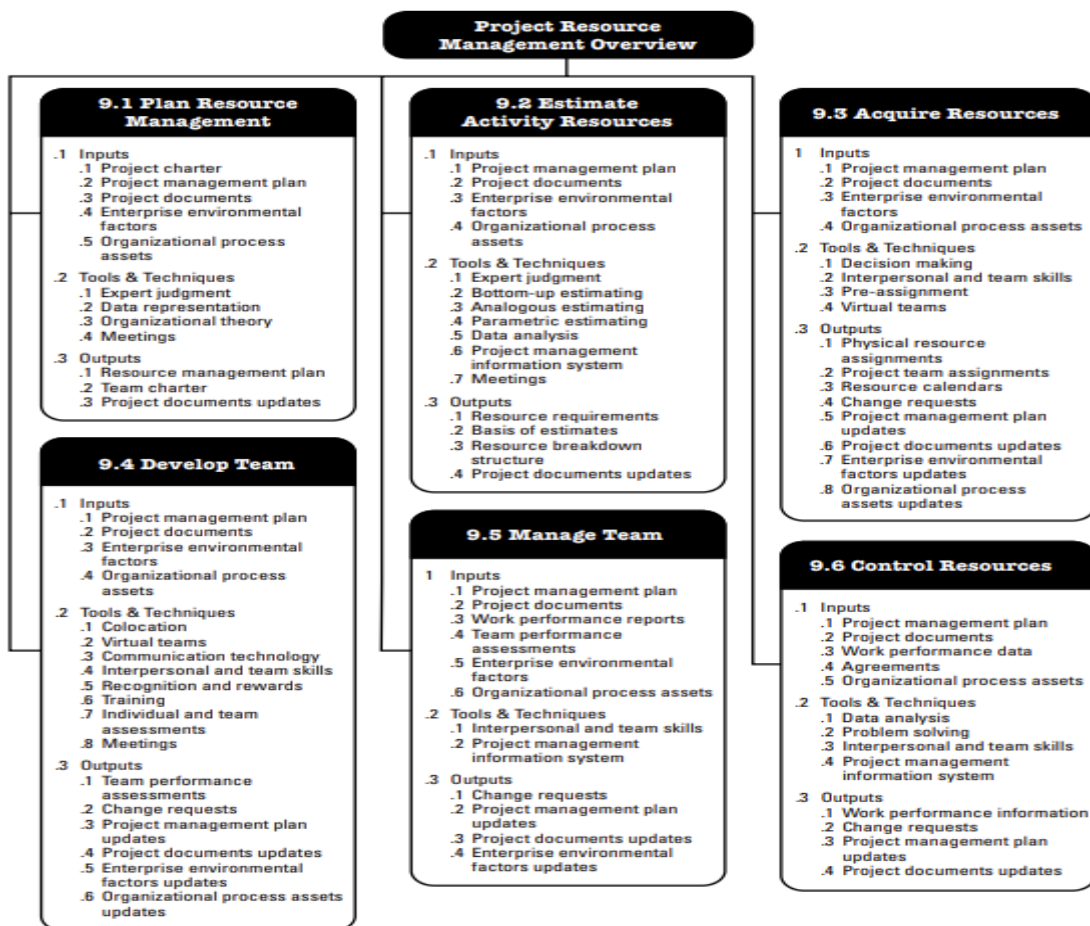 Project Resource
Management Overview
9.1 Plan Resource
Management
.1 Inputs
.1 Project charter
.2 Project management plan
.3 Project documents
.4 Enterprise environmental
factors
.5 Organizational process
assets
.2 Tools & Techniques
.1 Expert judgment
.2 Data representation
.3 Organizational theory
.4 Meetings
.3 Outputs
.1 Resource management plan
.2 Team charter
.3 Project documents updates
9.2 Estimate
Activity Resources
.1 Inputs
.1 Project management plan
.2 Project documents
.3 Enterprise environmental
factors
.4 Organizational process
assets
.2 Tools & Techniques
.1 Expert judgment
.2 Bottom-up estimating
.3 Analogous estimating
.4 Parametric estimating
.5 Data analysis
.6 Project management
information system
.7 Meetings
.3 Outputs
.1 Resource requirements
.2 Basis of estimates
.3 Resource breakdown
structure
.4 Project documents updates
9.3 Acquire Resources
1 Inputs
.1 Project management plan
.2 Project documents
.3 Enterprise environmental
factors
.4 Organizational process assets
.2 Tools & Techniques
.1 Decision making
.2 Interpersonal and team skills
.3 Pre-assignment
.4 Virtual teams
.3 Outputs
.1 Physical resource
assignments
.2 Project team assignments
.3 Resource calendars
.4 Change requests
.5 Project management plan
updates
.6 Project documents updates
.7 Enterprise environmental
factors updates
.8 Organizational process
assets updates
9.4 Develop Team
.1 Inputs
.1 Project management plan
.2 Project documents
.3 Enterprise environmental
factors
.4 Organizational process
assets
.2 Tools & Techniques
.1 Colocation
.2 Virtual teams
.3 Communication technology
.4 Interpersonal and team skills
.5 Recognition and rewards
.6 Training
.7 Individual and team
assessments
.8 Meetings
.3 Outputs
.1 Team performance
assessments
.2 Change requests
.3 Project management plan
updates
.4 Project documents updates
.5 Enterprise environmental
factors updates
.6 Organizational process assets
updates
9.5 Manage Team
1 Inputs
.1 Project management plan
.2 Project documents
.3 Work performance reports
.4 Team performance
assessments
.5 Enterprise environmental
factors
.6 Organizational process assets
.2 Tools & Techniques
.1 Interpersonal and team skills
.2 Project management
information system
.3 Outputs
.1 Change requests
.2 Project management plan
updates
.3 Project documents updates
.4 Enterprise environmental
factors updates
9.6 Control Resources
.1 Inputs
.1 Project management plan
.2 Project documents
.3 Work performance data
.4 Agreements
.5 Organizational process assets
.2 Tools & Techniques
.1 Data analysis
.2 Problem solving
.3 Interpersonal and team skills
.4 Project management
information system
.3 Outputs
.1 Work performance information
.2 Change requests
.3 Project management plan
updates
.4 Project documents updates